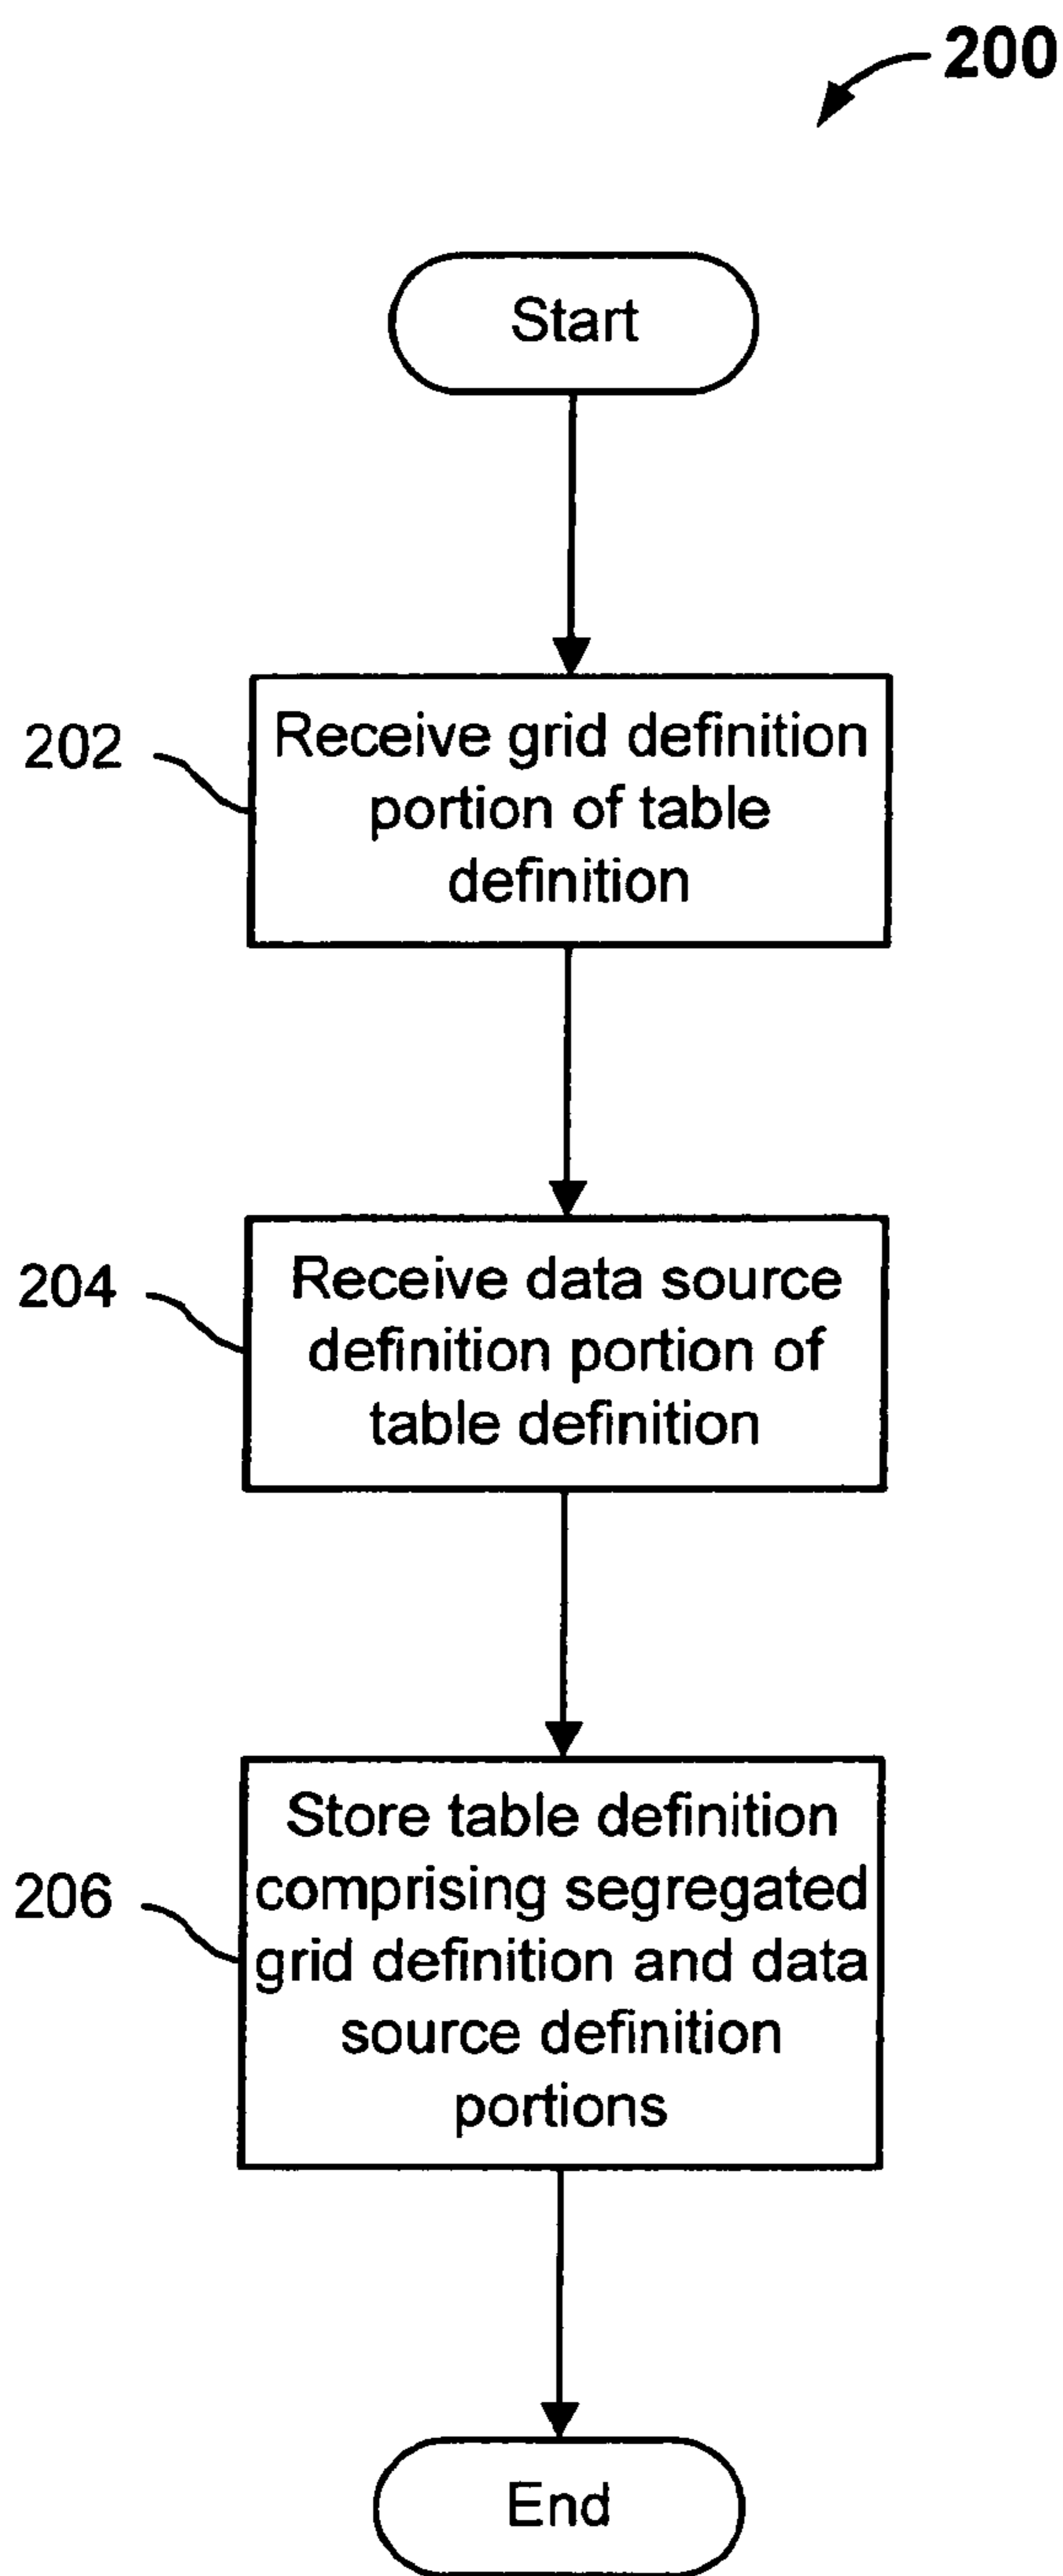 200
Start
202
Receive grid definition
portion of table
definition
204
Receive data source
definition portion of
table definition
206
Store table definition
comprising segregated
grid definition and data
source definition
portions
End